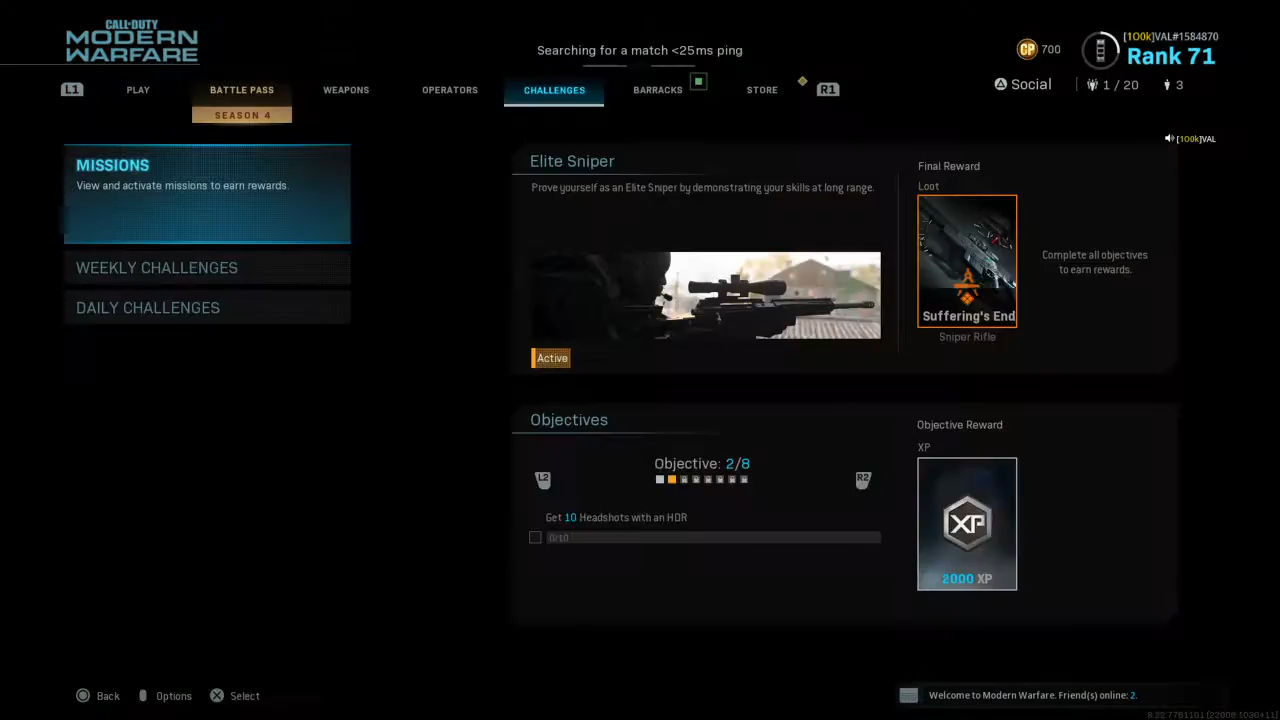 CALL·DUTY
MODERN
WARFARE
Searching for a match <25ms ping
700
[1O0k]VAL#1584870
Rank 71
L1
PLAY
BATTLE PASS
SEASON 4
WEAPONS
OPERATORS
CHALLENGES
BARRACKS
STORE
R1
Social
1 / 20
3
[1O0k]VAL
MISSIONS
View and activate missions to earn rewards.
WEEKLY CHALLENGES
DAILY CHALLENGES
Elite Sniper
Prove yourself as an Elite Sniper by demonstrating your skills at long range.
Active
Final Reward
Loot
Suffering's End
Sniper Rifle
Complete all objectives
to earn rewards.
Objectives
L2
Objective: 2/8
R2
Get 10 Headshots with an HDR
0/10
Objective Reward
XP
XP
2000 XP
Back
Options
Select
Welcome to Modern Warfare. Friend(s) online: 2.